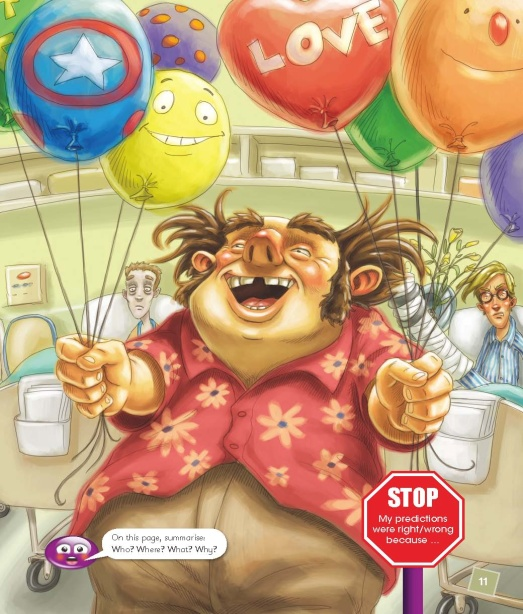 LOVE
On this page, summarise:
Who? Where? What? Why?
STOP
My predictions
were right/wrong
because ...
11